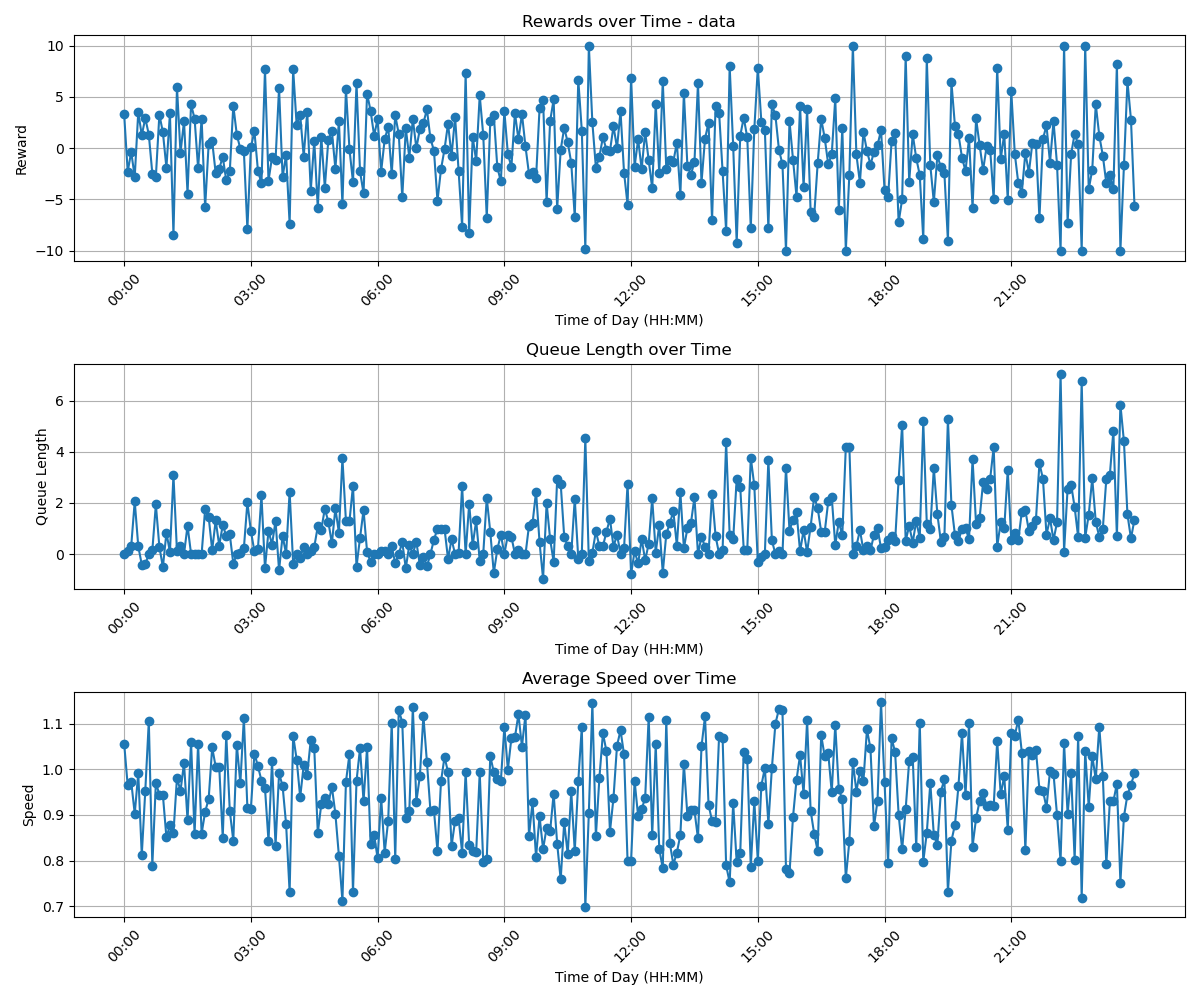 Rewards over Time - data
Reward
10
5
0
−5
−10
00:00 03:00 06:00 09:00 12:00 15:00 18:00 21:00
Time of Day (HH:MM)
Queue Length over Time
Queue Length
6
4
2
0
00:00 03:00 06:00 09:00 12:00 15:00 18:00 21:00
Time of Day (HH:MM)
Average Speed over Time
Speed
1.1
1.0
0.9
0.8
0.7
00:00 03:00 06:00 09:00 12:00 15:00 18:00 21:00
Time of Day (HH:MM)